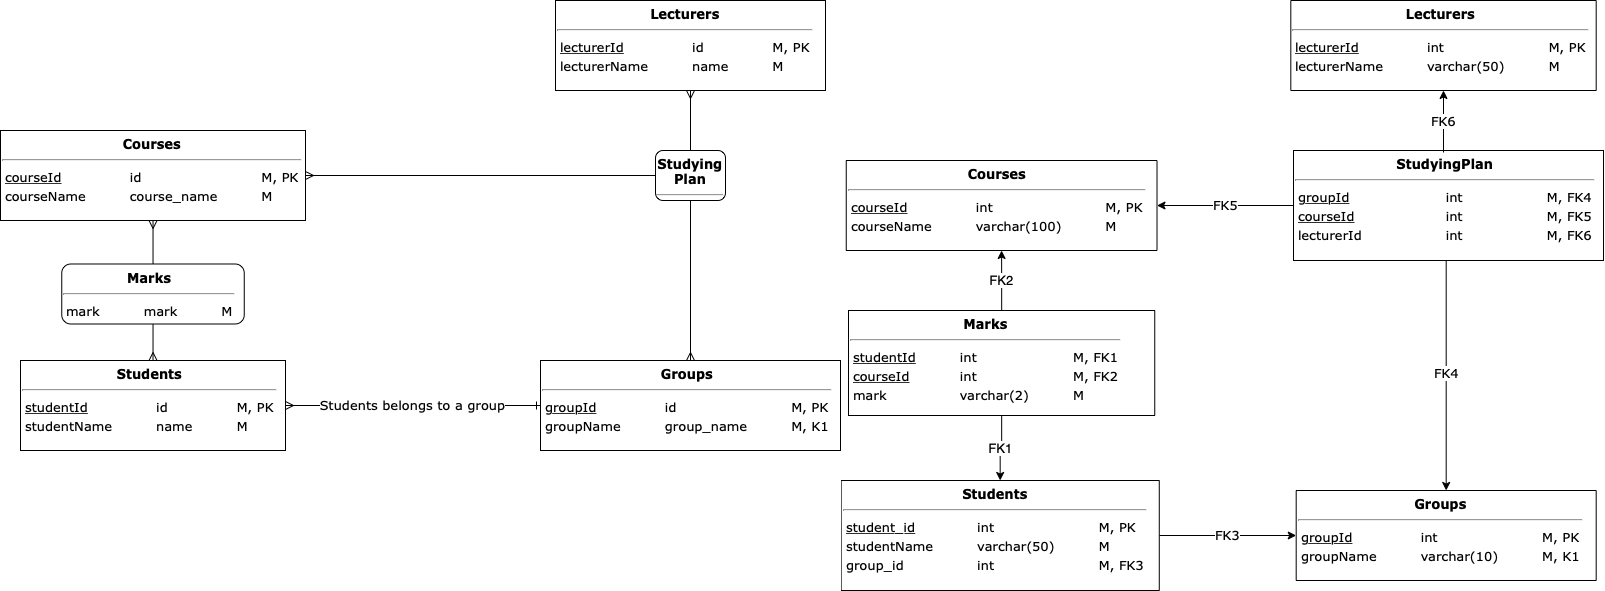 Lecturers
lecturerId id M, PK
lecturerName name M
Courses
courseId id M, PK
courseName course_name M
Studying
Plan
Marks
mark mark M
Students
studentId id M, PK
studentName name M
Students belongs to a group
Groups
groupId id M, PK
groupName group_name M, K1
Lecturers
lecturerId int M, PK
lecturerName varchar(50) M
FK6
StudyingPlan
groupId int M, FK4
courseId int M, FK5
lecturerId int M, FK6
Courses
courseId int M, PK
courseName varchar(100) M
FK5
FK2
Marks
studentId int M, FK1
courseId int M, FK2
mark varchar(2) M
FK4
FK1
Students
student_id int M, PK
studentName varchar(50) M
group_id int M, FK3
FK3
Groups
groupId int M, PK
groupName varchar(10) M, K1